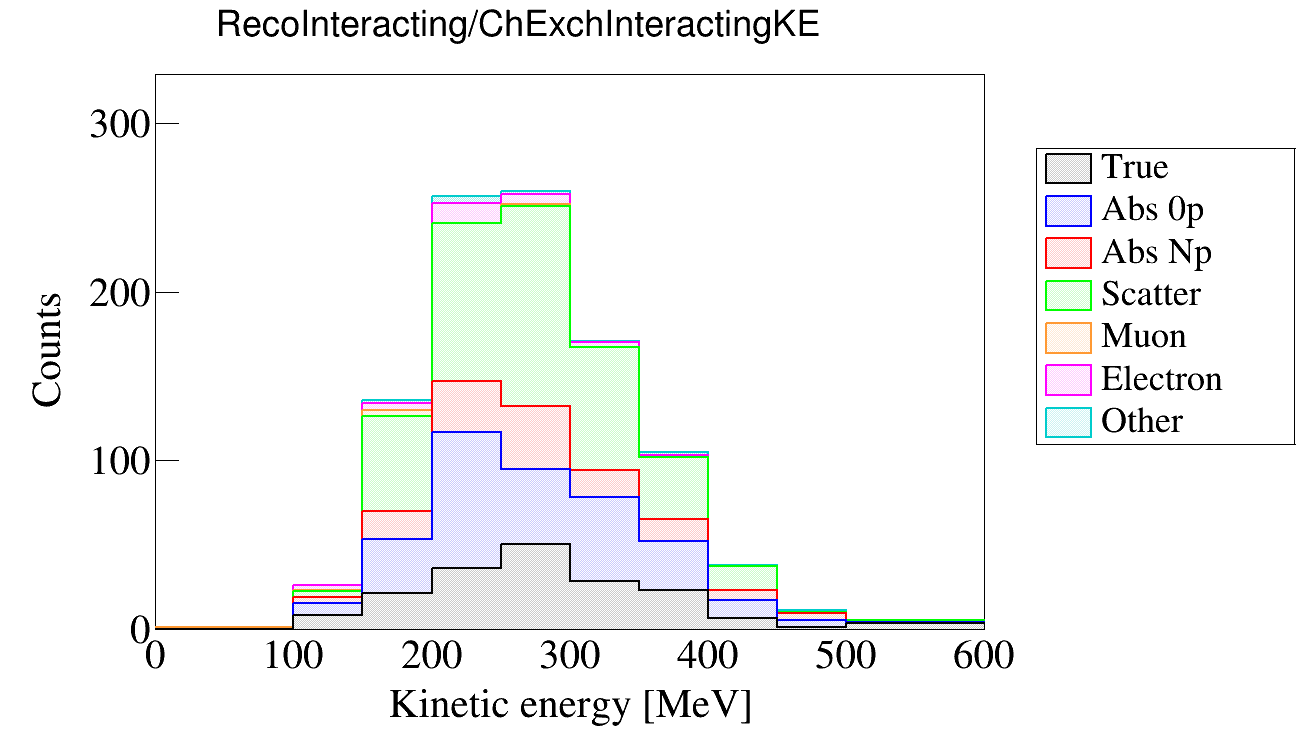 RecoInteracting/ChExchInteractingKE
300
200
100
0
Counts
0 100 200 300 400 500 600
Kinetic energy [MeV]
True
Abs 0p
Abs Np
Scatter
Muon
Electron
Other